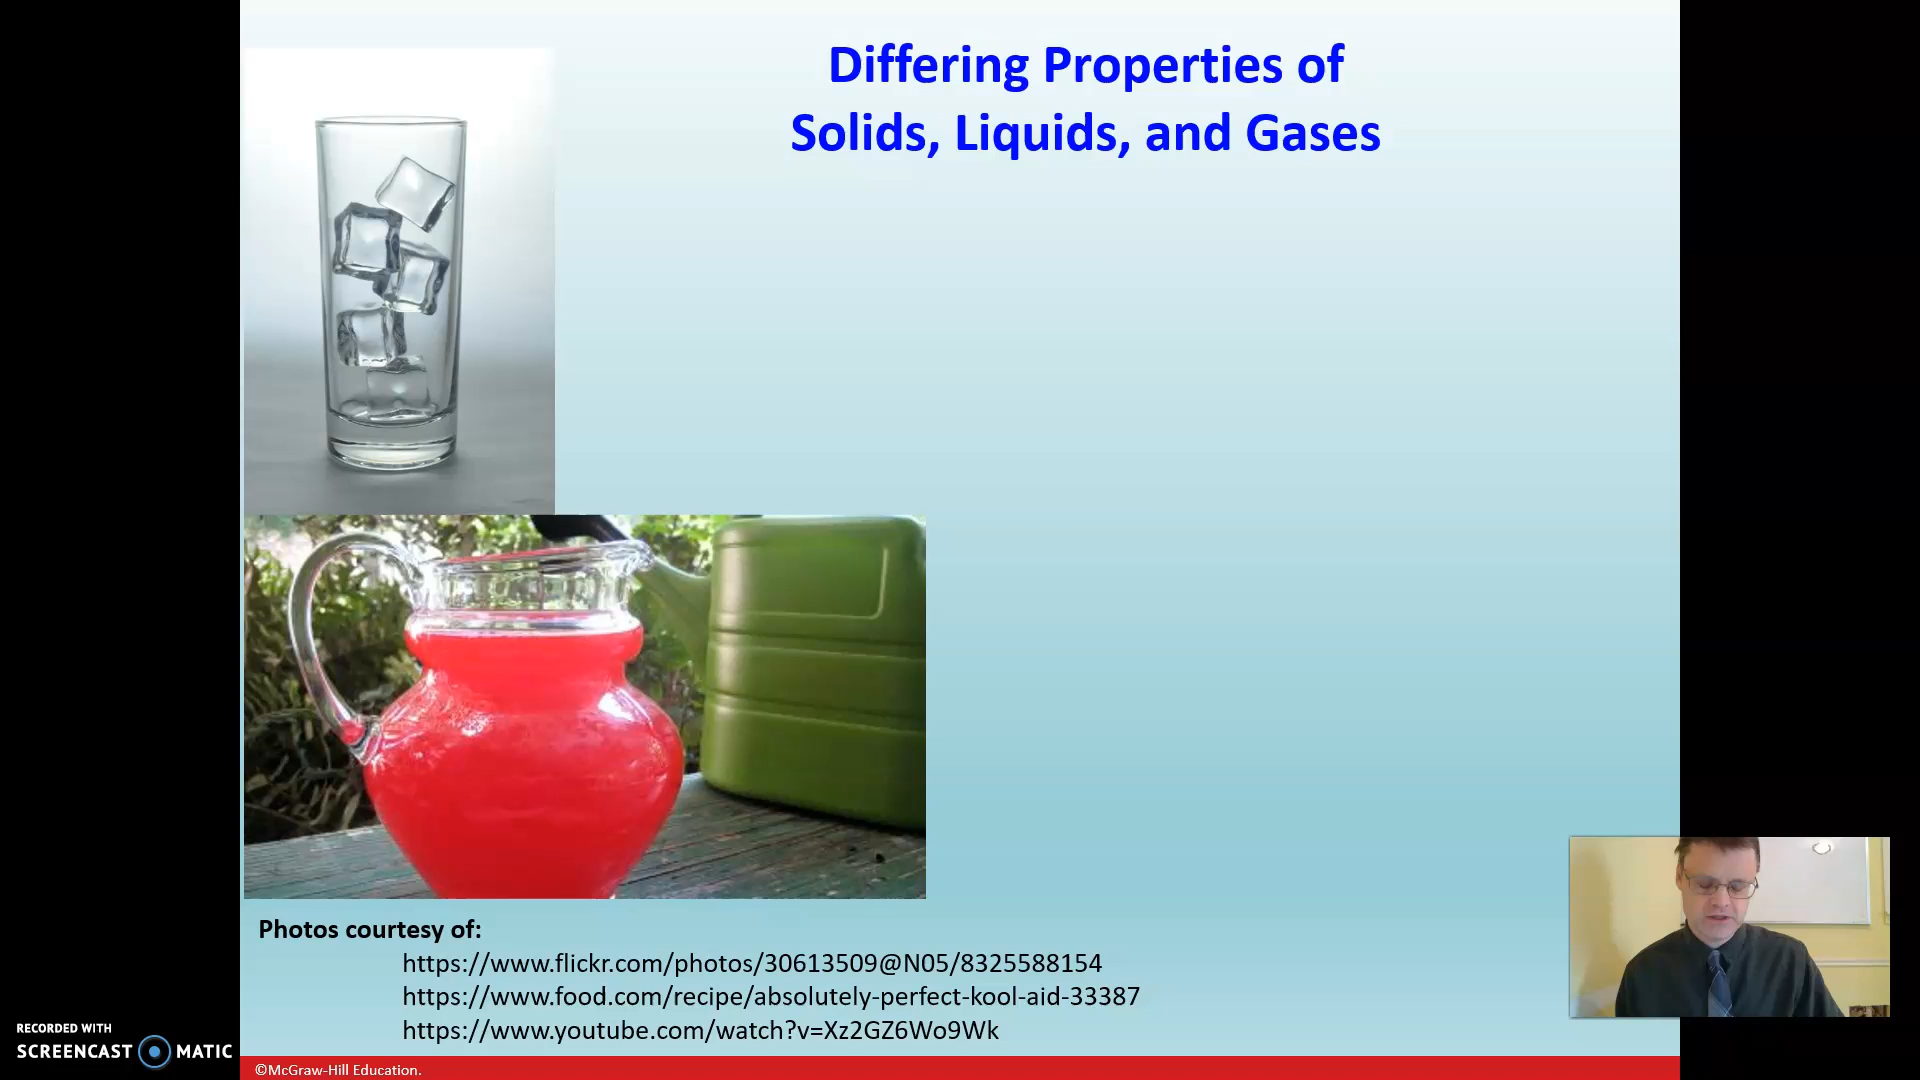 Differing Properties of
Solids, Liquids, and Gases
Photos courtesy of:
https://www.flickr.com/photos/30613509@N05/8325588154
https://www.food.com/recipe/absolutely-perfect-kool-aid-33387
https://www.youtube.com/watch?v=Xz2GZ6Wo9Wk
RECORDED WITH
SCREENCAST MATIC
©McGraw-Hill Education.